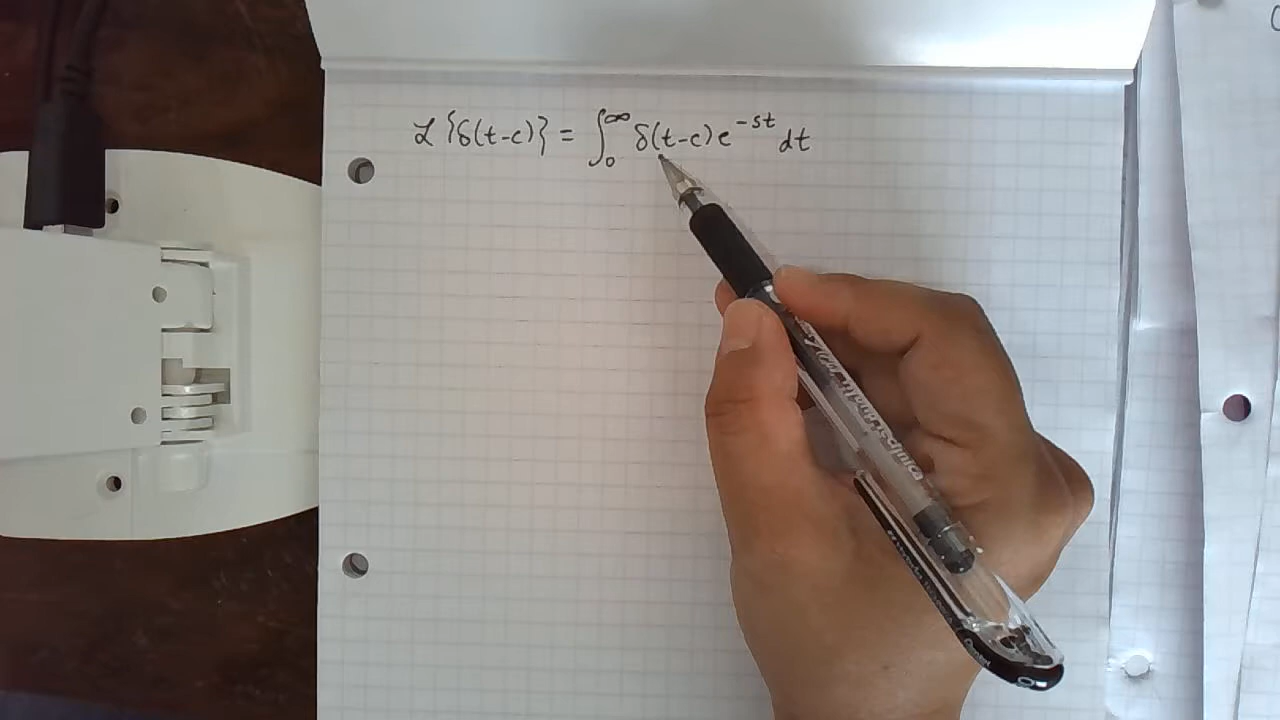 ℒ{δ(t-c)} = ∫₀^∞ δ(t-c)e^{-st}dt